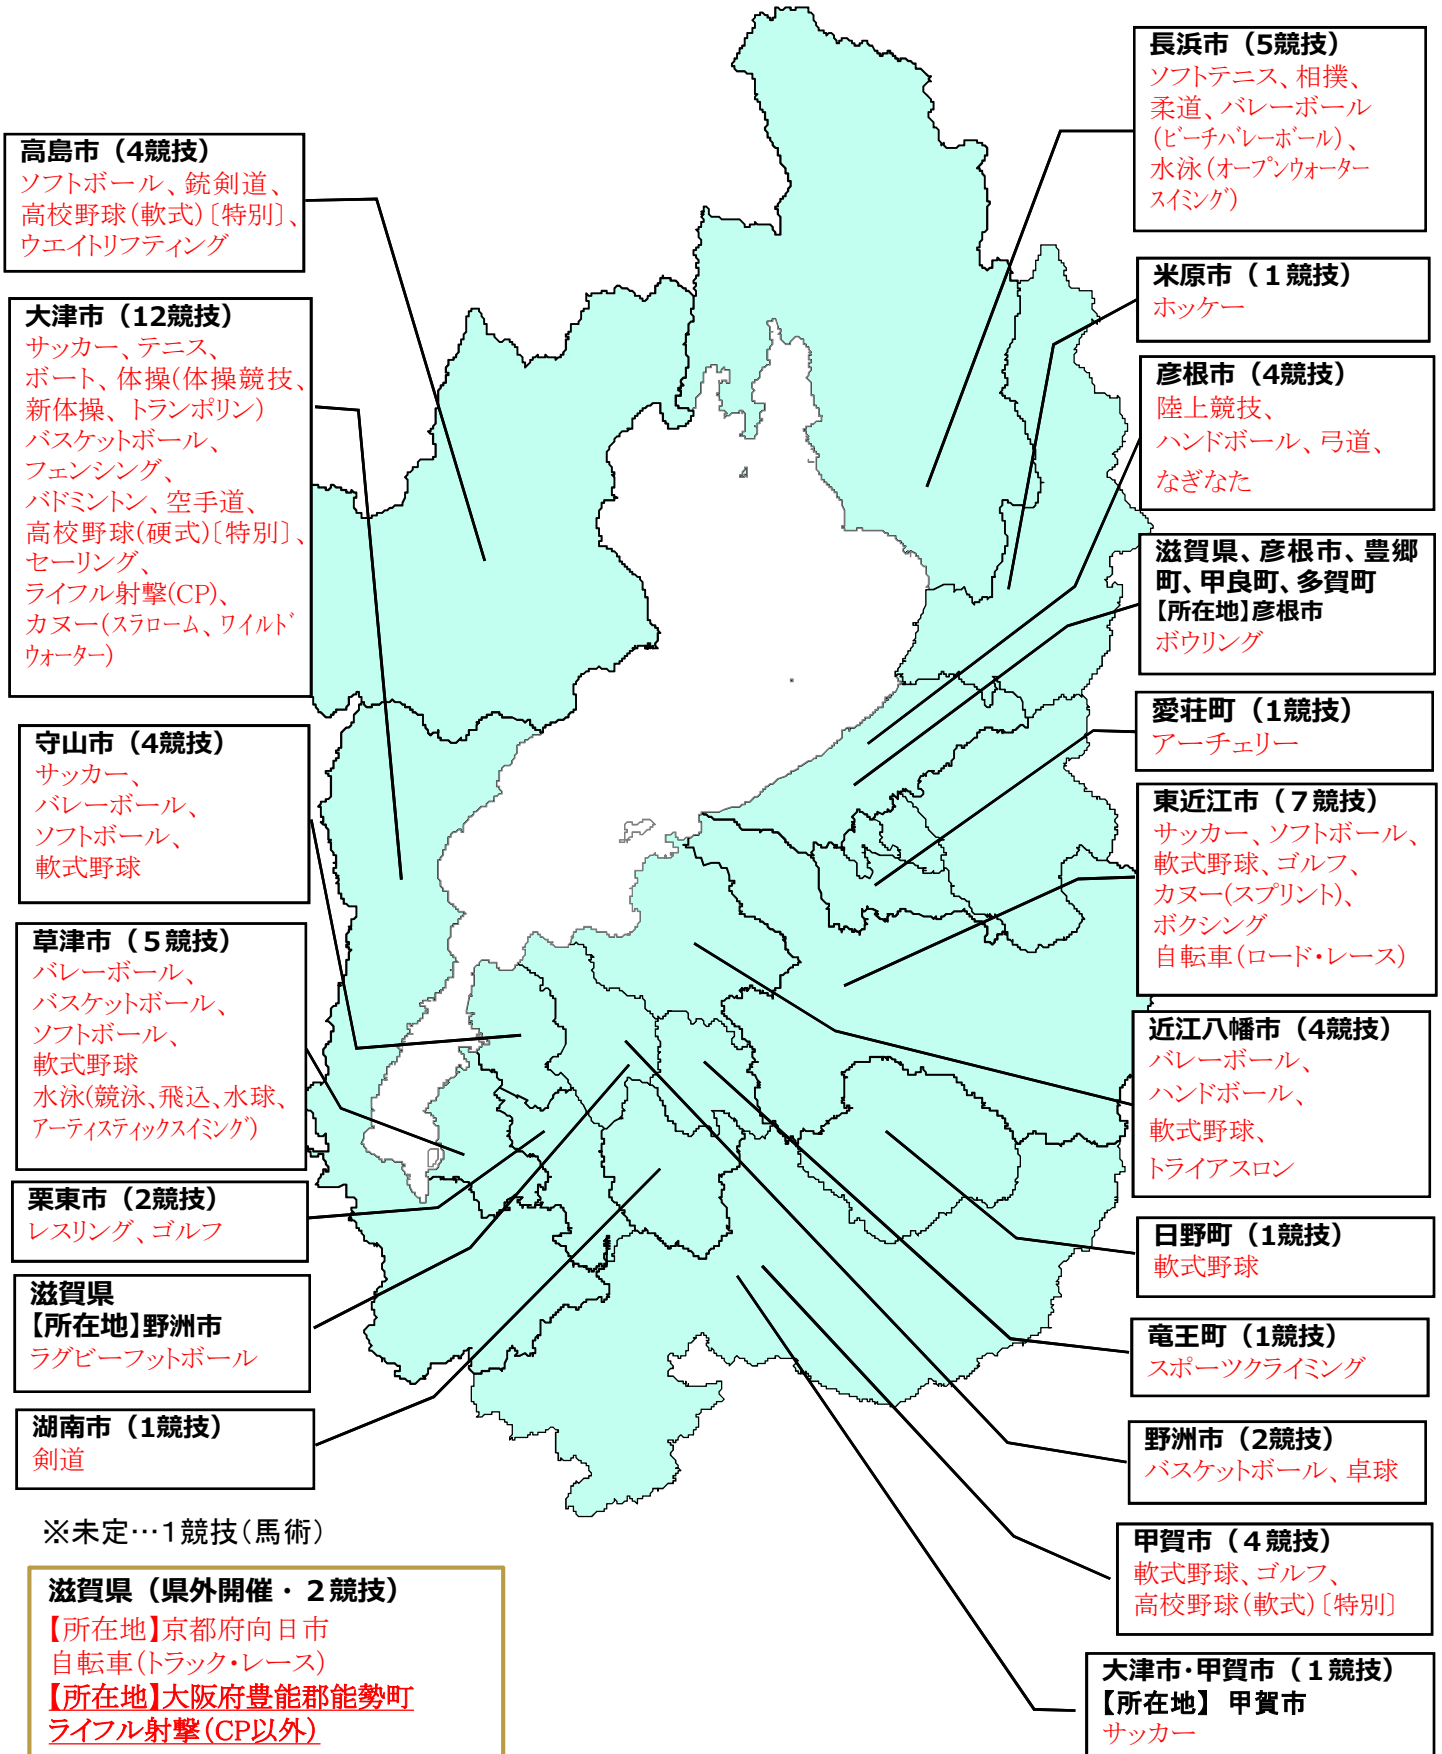 長浜市（5競技）
ソフトテニス、相撲、
柔道、バレーボール
(ビーチバレーボール)、
水泳(オープンウォーター
スイミング)
高島市（4競技）
ソフトボール、銃剣道、
高校野球(軟式)〔特別〕、
ウエイトリフティング
米原市（１競技）
ホッケー
大津市（12競技）
サッカー、テニス、
ボート、体操(体操競技、
新体操、トランポリン)
バスケットボール、
フェンシング、
バドミントン、空手道、
高校野球(硬式)〔特別〕、
セーリング、
ライフル射撃(CP)、
カヌー(スラローム、ワイルド
ウォーター)
彦根市（4競技）
陸上競技、
ハンドボール、弓道、
なぎなた
滋賀県、彦根市、豊郷
町、甲良町、多賀町
【所在地】彦根市
ボウリング
愛荘町（1競技）
アーチェリー
守山市（4競技）
サッカー、
バレーボール、
ソフトボール、
軟式野球
東近江市（７競技）
サッカー、ソフトボール、
軟式野球、ゴルフ、
カヌー(スプリント)、
ボクシング
自転車(ロード・レース)
草津市（５競技）
バレーボール、
バスケットボール、
ソフトボール、
軟式野球
水泳(競泳、飛込、水球、
アーティスティックスイミング)
近江八幡市（4競技）
バレーボール、
ハンドボール、
軟式野球、
トライアスロン
栗東市（2競技）
レスリング、ゴルフ
日野町（1競技）
軟式野球
滋賀県
【所在地】野洲市
ラグビーフットボール
竜王町（1競技）
スポーツクライミング
湖南市（1競技）
剣道
野洲市（2競技）
バスケットボール、卓球
※未定…１競技(馬術)
甲賀市（４競技）
軟式野球、ゴルフ、
高校野球(軟式)〔特別〕
滋賀県（県外開催・２競技）
【所在地】京都府向日市
自転車(トラック・レース)
【所在地】大阪府豊能郡能勢町
ライフル射撃(CP以外)
大津市・甲賀市（１競技）
【所在地】 甲賀市
サッカー